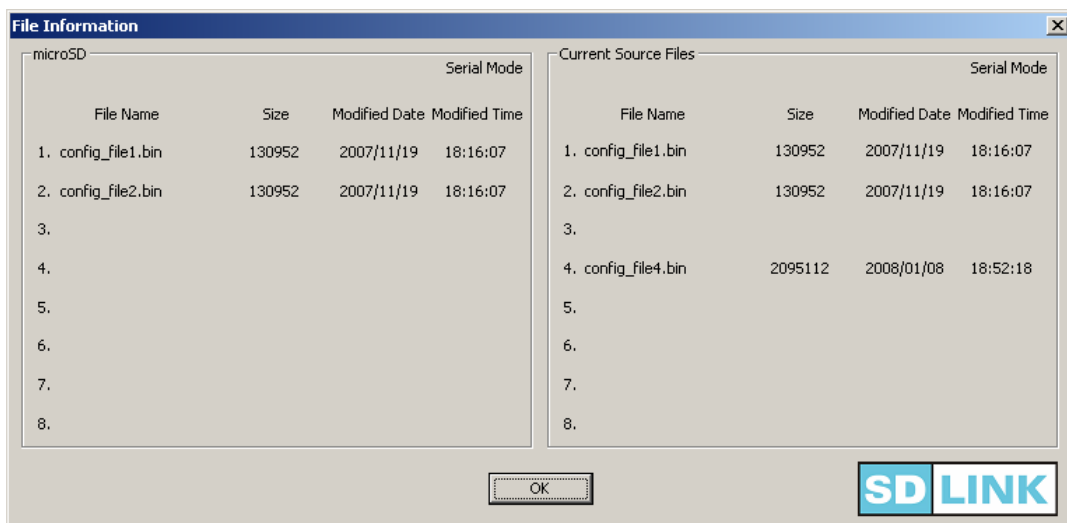 File Information
microSD
Serial Mode
File Name Size Modified Date Modified Time
1. config_file1.bin 130952 2007/11/19 18:16:07
2. config_file2.bin 130952 2007/11/19 18:16:07
3.
4.
5.
6.
7.
8.
Current Source Files
Serial Mode
File Name Size Modified Date Modified Time
1. config_file1.bin 130952 2007/11/19 18:16:07
2. config_file2.bin 130952 2007/11/19 18:16:07
3.
4. config_file4.bin 2095112 2008/01/08 18:52:18
5.
6.
7.
8.
OK
SD LINK